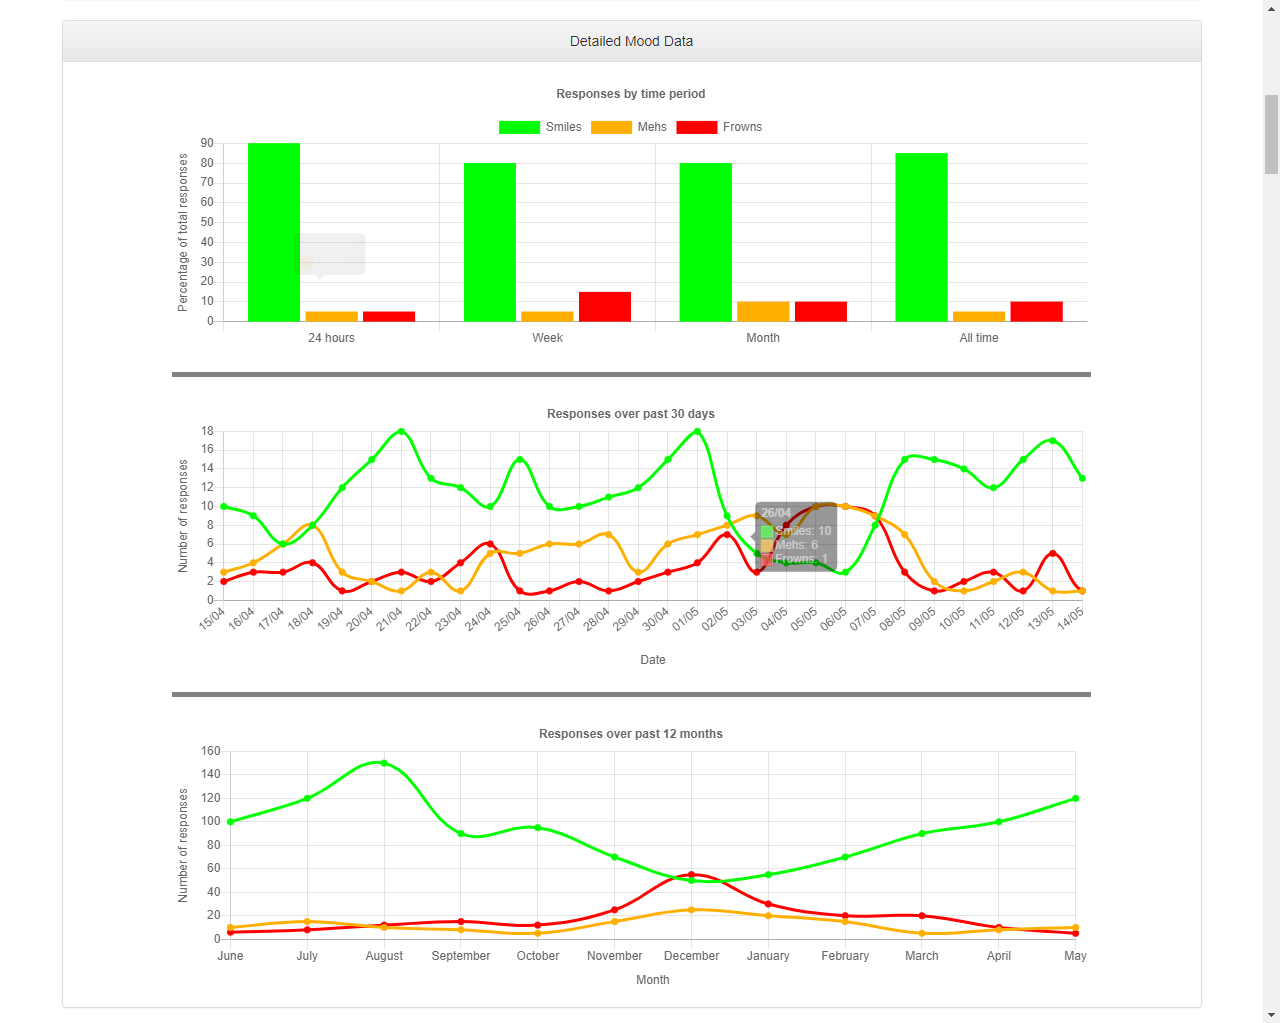 Detailed Mood Data
Responses by time period
Smiles Mehs Frowns
Percentage of total responses
90
80
70
60
50
40
30
20
10
0
24 hours Week Month All time
Responses over past 30 days
Number of responses
18
16
14
12
10
8
6
4
2
0
26/04
Smiles: 10
Mehs: 6
Frowns: 1
15/04 16/04 17/04 18/04 19/04 20/04 21/04 22/04 23/04 24/04 25/04 26/04 27/04 28/04 29/04 30/04 01/05 02/05 03/05 04/05 05/05 06/05 07/05 08/05 09/05 10/05 11/05 12/05 13/05 14/05
Date
Responses over past 12 months
Number of responses
160
140
120
100
80
60
40
20
0
June July August September October November December January February March April May
Month